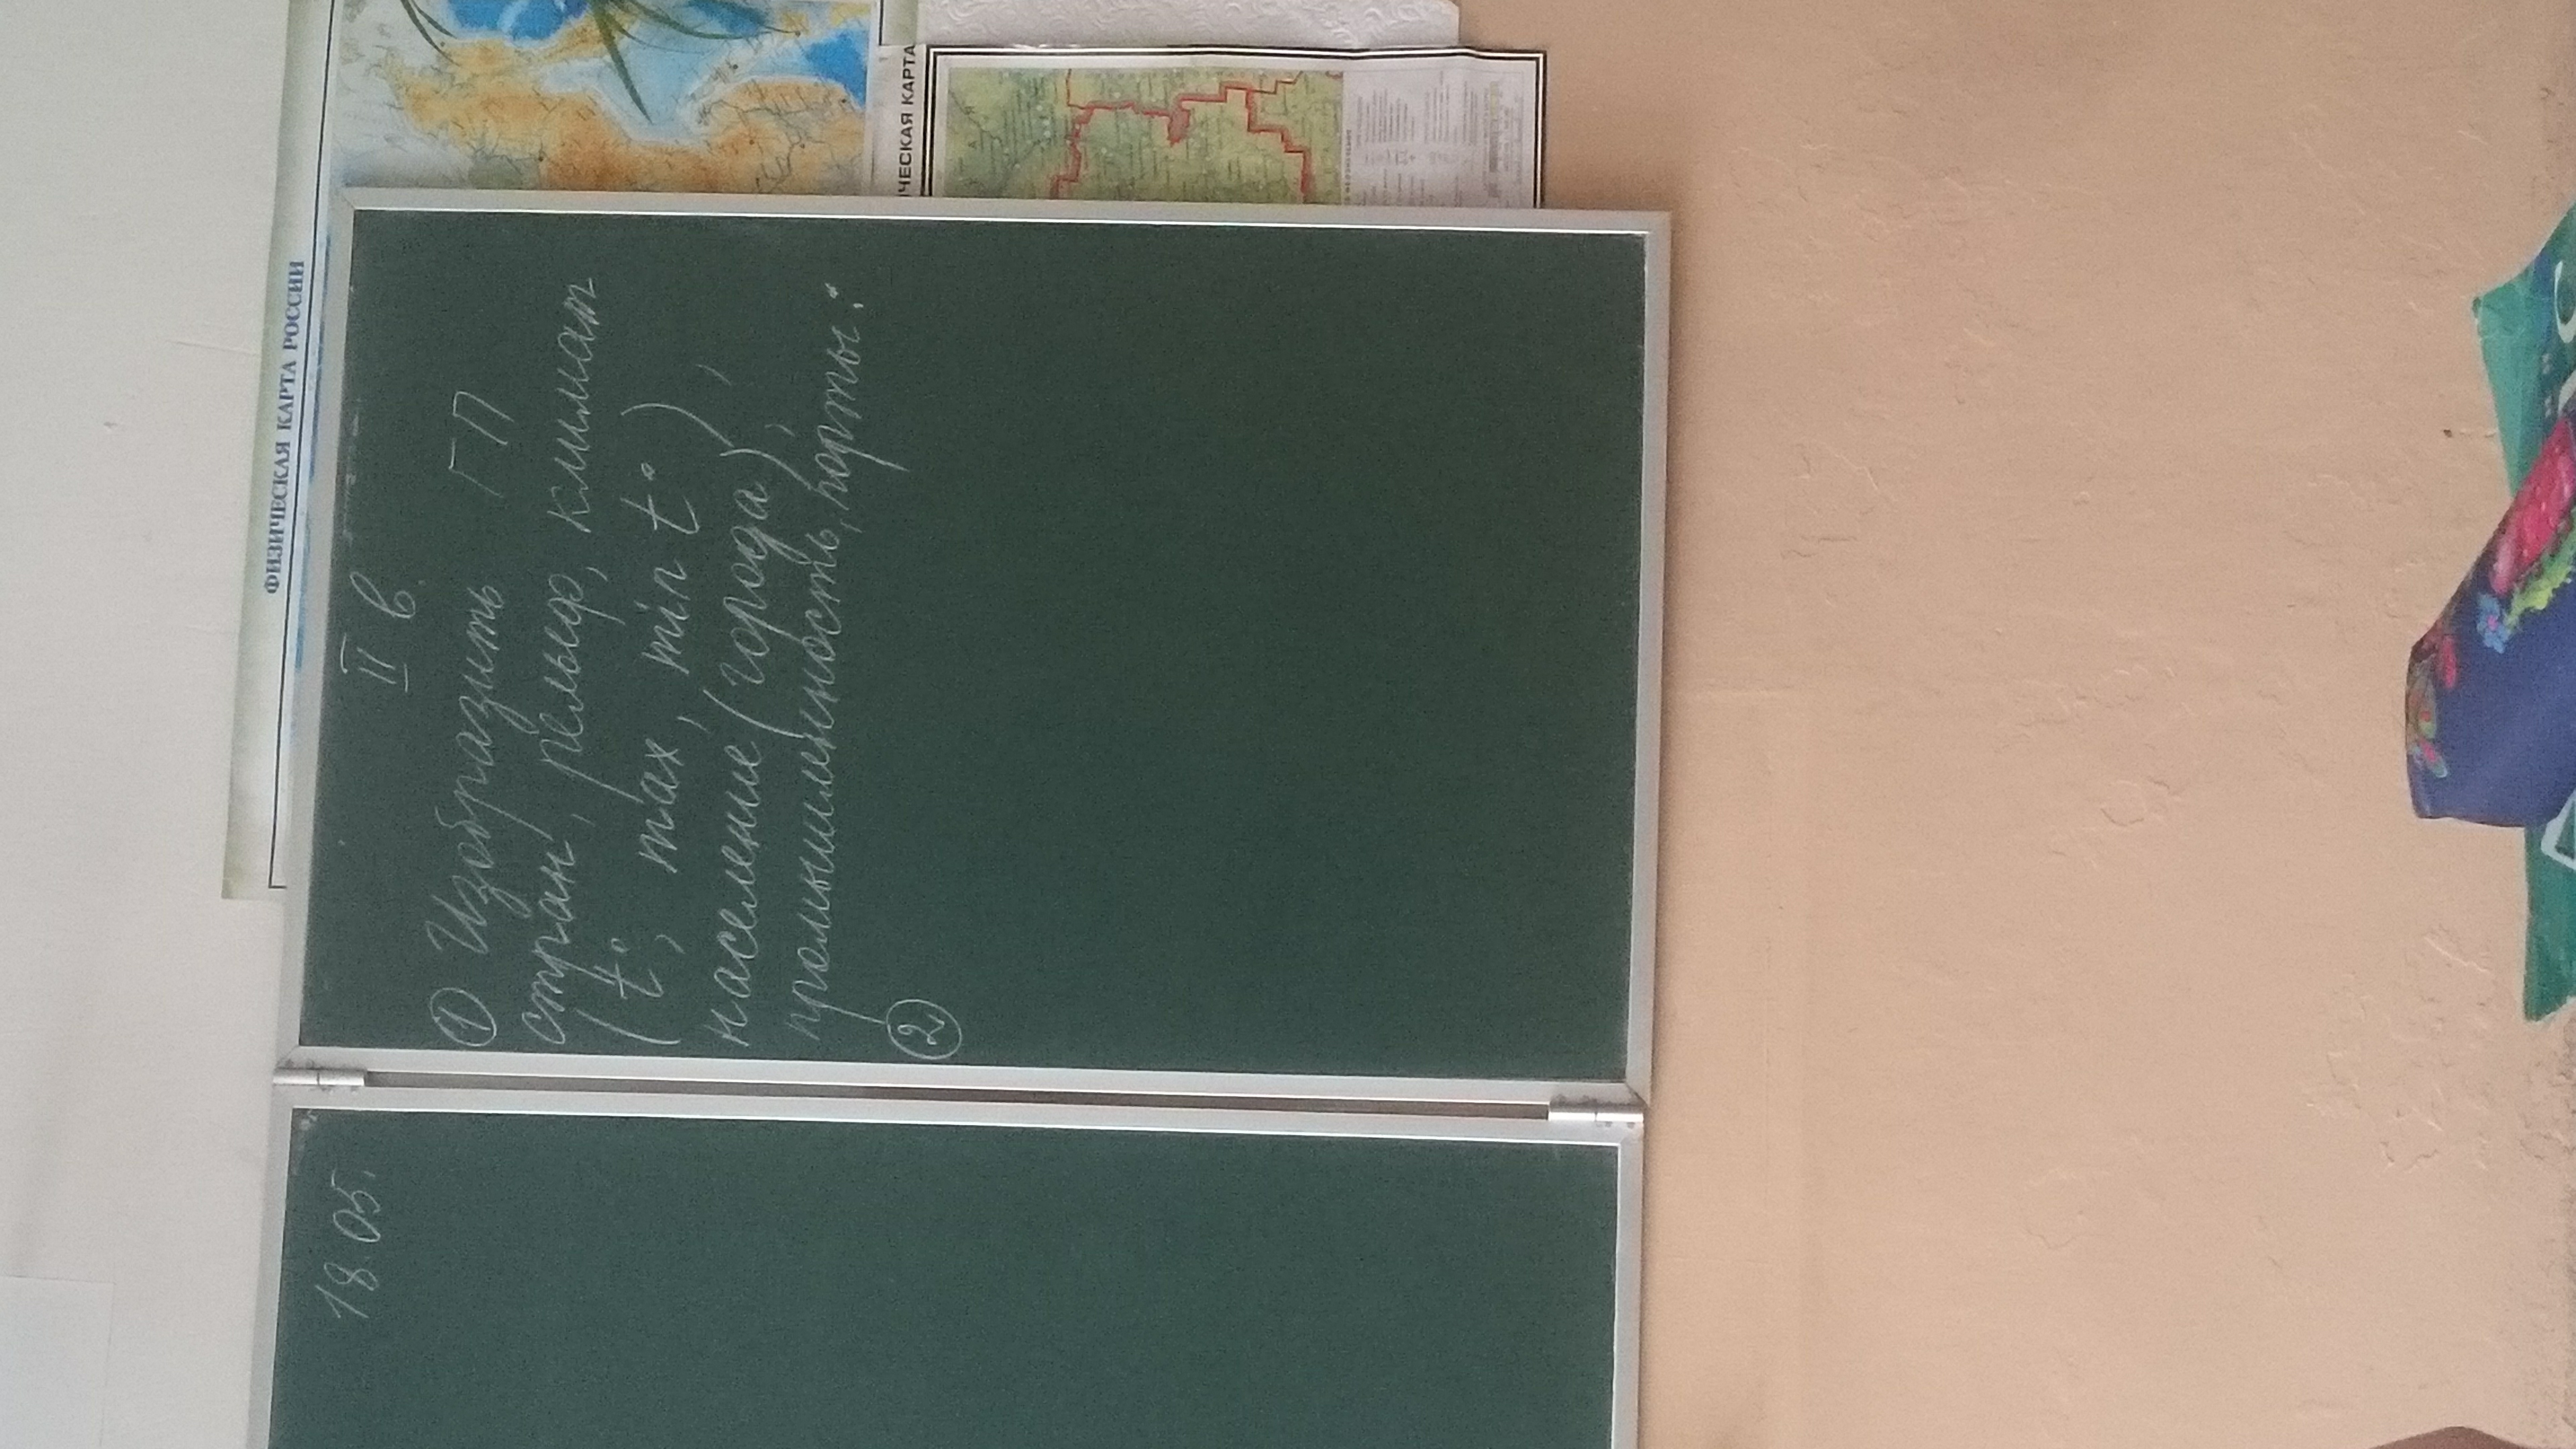 ФИЗИЧЕСКАЯ КАРТА РОССИИ
ЧЕСКАЯ КАРТА
18.05.
II в.
① Изобразить ГП
стран, рельеф, климат
(t°, max, min t°),
население (города),
промышленность, порты.
②